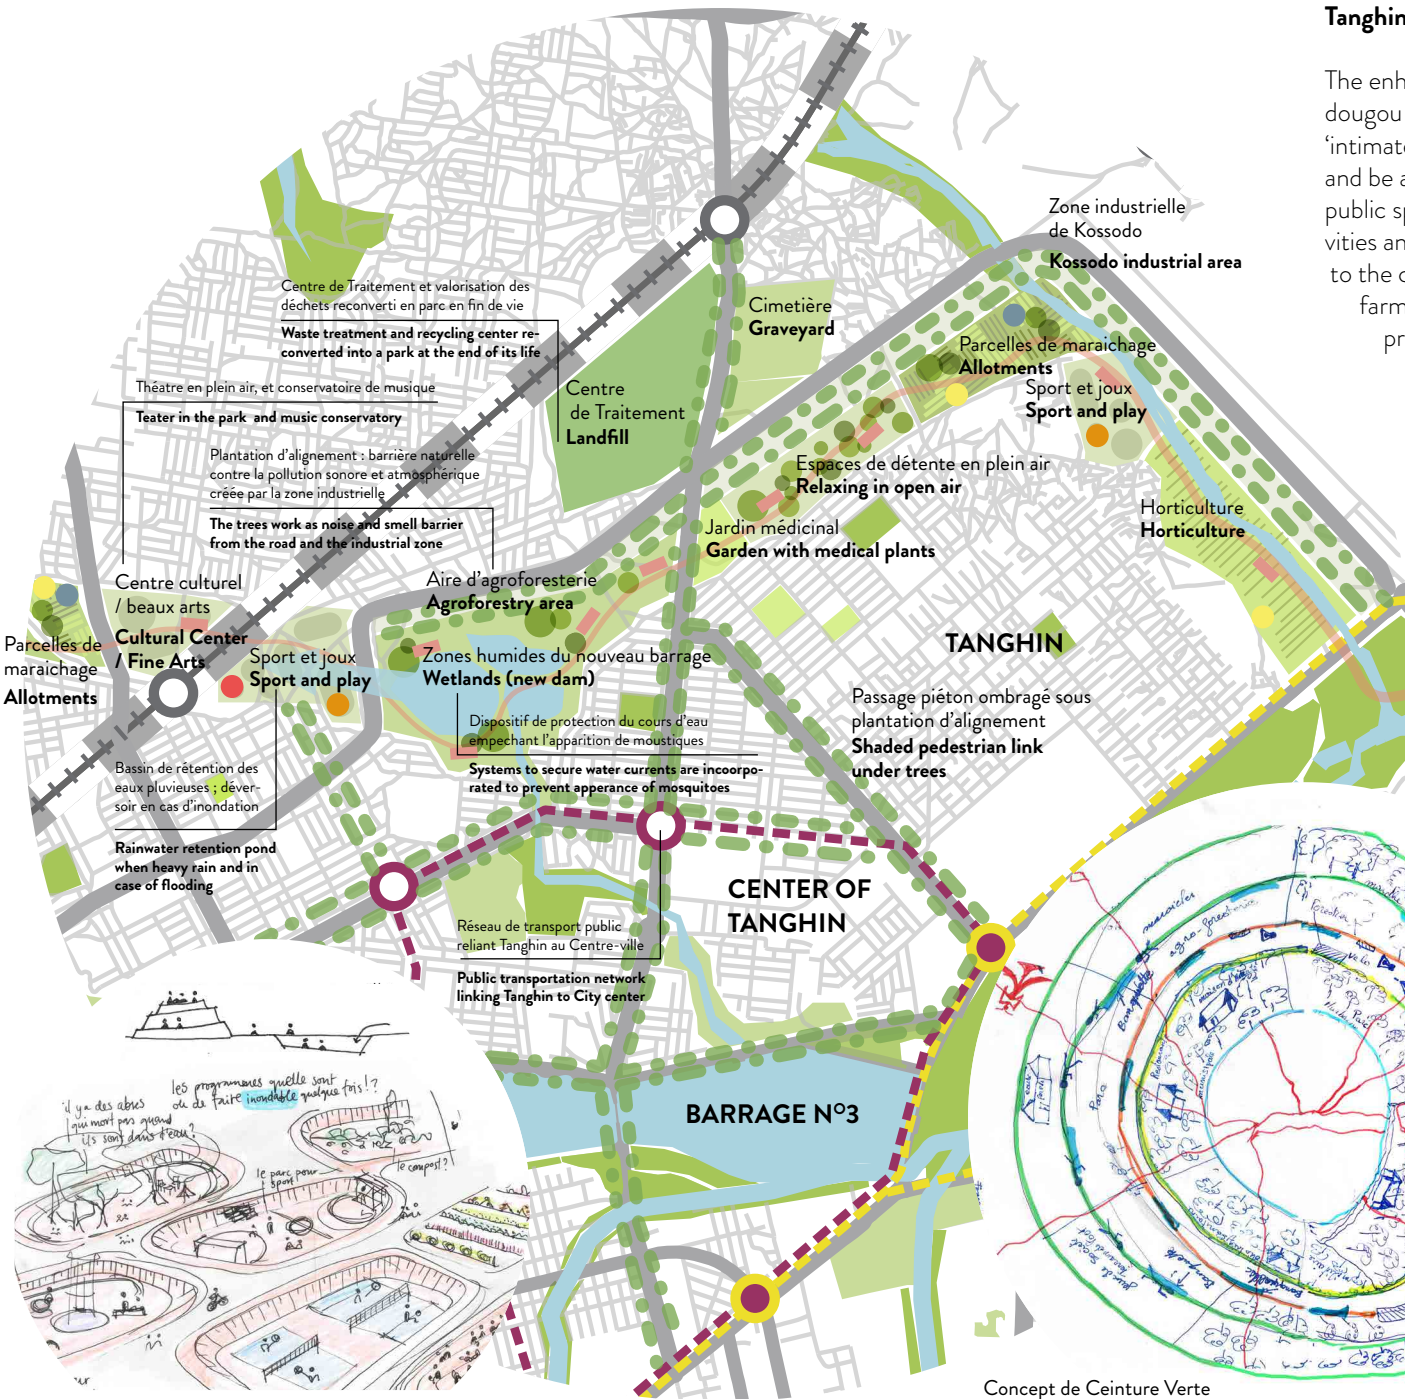 Tanghin
The enh
dougou
‘intimate
and be a
public sp
vities an
to the c
farm
pr
Zone industrielle
de Kossodo
Kossodo industrial area
Centre de Traitement et valorisation des
déchets reconverti en parc en fin de vie
Waste treatment and recycling center re-
converted into a park at the end of its life
Cimetière
Graveyard
Parcelles de maraichage
Allotments
Sport et joux
Sport and play
Théatre en plein air, et conservatoire de musique
Teater in the park and music conservatory
Centre
de Traitement
Landfill
Plantation d’alignement : barrière naturelle
contre la pollution sonore et atmosphérique
créée par la zone industrielle
The trees work as noise and smell barrier
from the road and the industrial zone
Espaces de détente en plein air
Relaxing in open air
Horticulture
Horticulture
Jardin médicinal
Garden with medical plants
Centre culturel
/ beaux arts
Cultural Center
/ Fine Arts
Aire d’agroforesterie
Agroforestry area
Parcelles de
maraichage
Allotments
Sport et joux
Sport and play
Zones humides du nouveau barrage
Wetlands (new dam)
TANGHIN
Passage piéton ombragé sous
plantation d’alignement
Shaded pedestrian link
under trees
Dispositif de protection du cours d’eau
empechant l’apparition de moustiques
Systems to secure water currents are incoorpo-
rated to prevent apperance of mosquitoes
Bassin de rétention des
eaux pluvieuses ; déver-
soir en cas d’inondation
Rainwater retention pond
when heavy rain and in
case of flooding
CENTER OF
TANGHIN
Réseau de transport public
reliant Tanghin au Centre-ville
Public transportation network
linking Tanghin to City center
BARRAGE N°3
les programmes quelle sont
ou de faite inondable quelque fois!?
il y a des abres
qui mort pas quand
ils sont dans l'eau?
le parc pour
sport
le compost?
agro-foresterie
Banquette
Forestier
velo
Parc
Restaurant
Banquette
Concept de Ceinture Verte